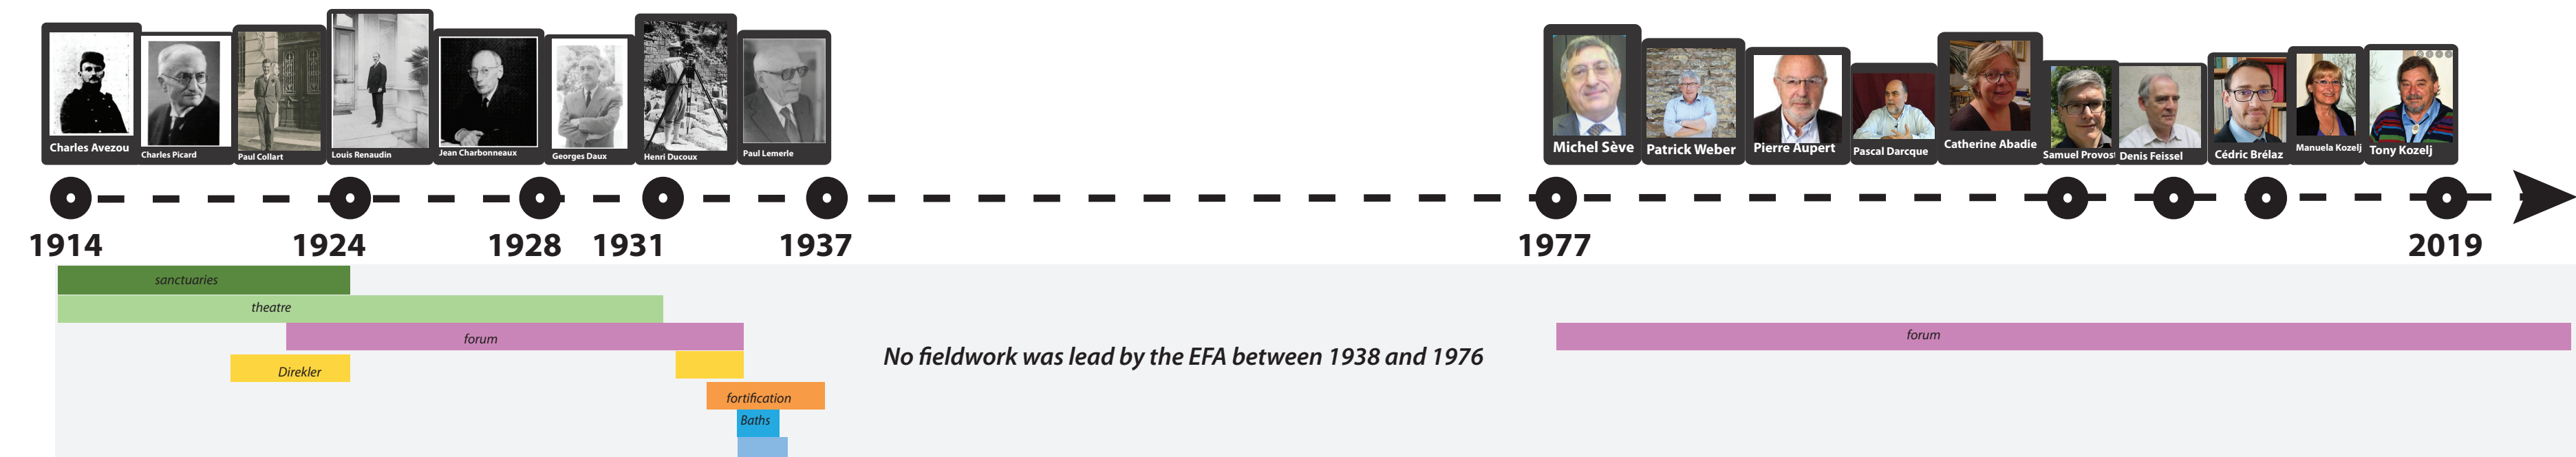 Charles Avezou
Charles Picard
Paul Collart
Louis Renaudin
Jean Charbonneaux
Georges Daux
Henri Ducoux
Paul Lemerle
Michel Sève
Patrick Weber
Pierre Aupert
Pascal Darcque
Catherine Abadie
Samuel Provost
Denis Feissel
Cédric Brélaz
Manuela Kozelj
Tony Kozelj
1914
1924
1928
1931
1937
1977
2019
sanctuaries
theatre
forum
forum
No fieldwork was lead by the EFA between 1938 and 1976
Direkler
fortification
Baths